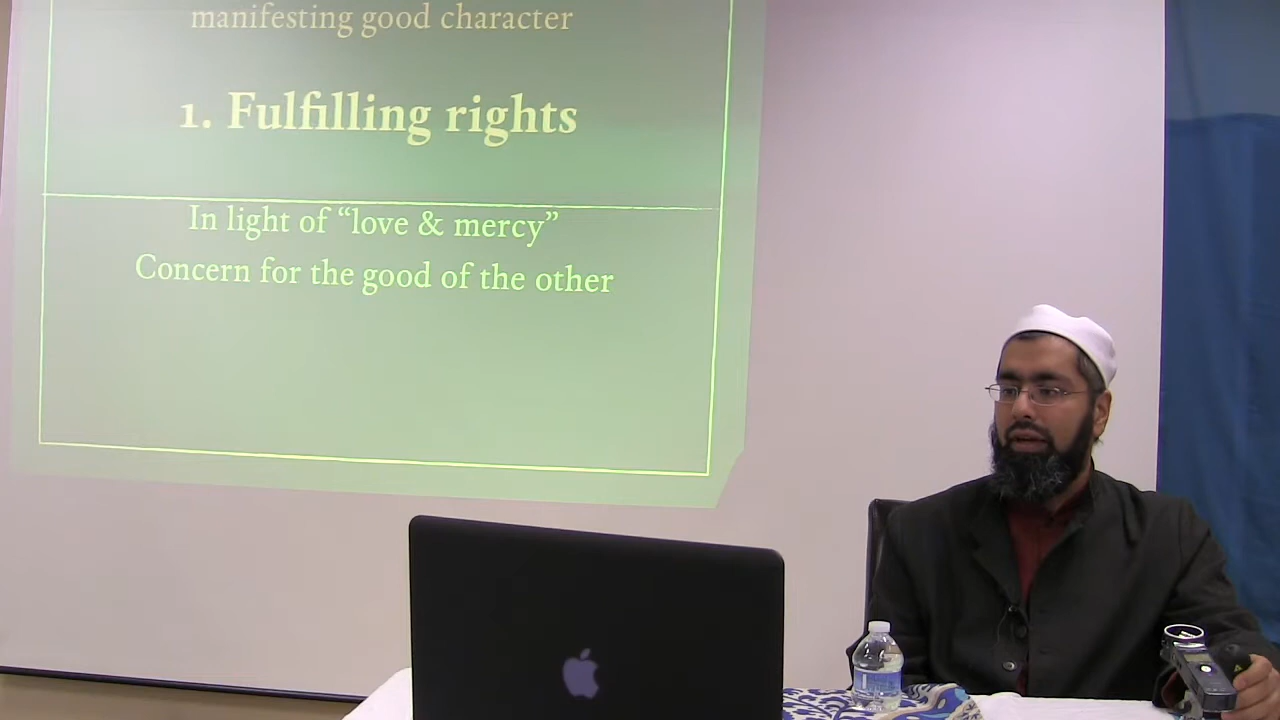 manifesting good character
1. Fulfilling rights
In light of “love & mercy”
Concern for the good of the other